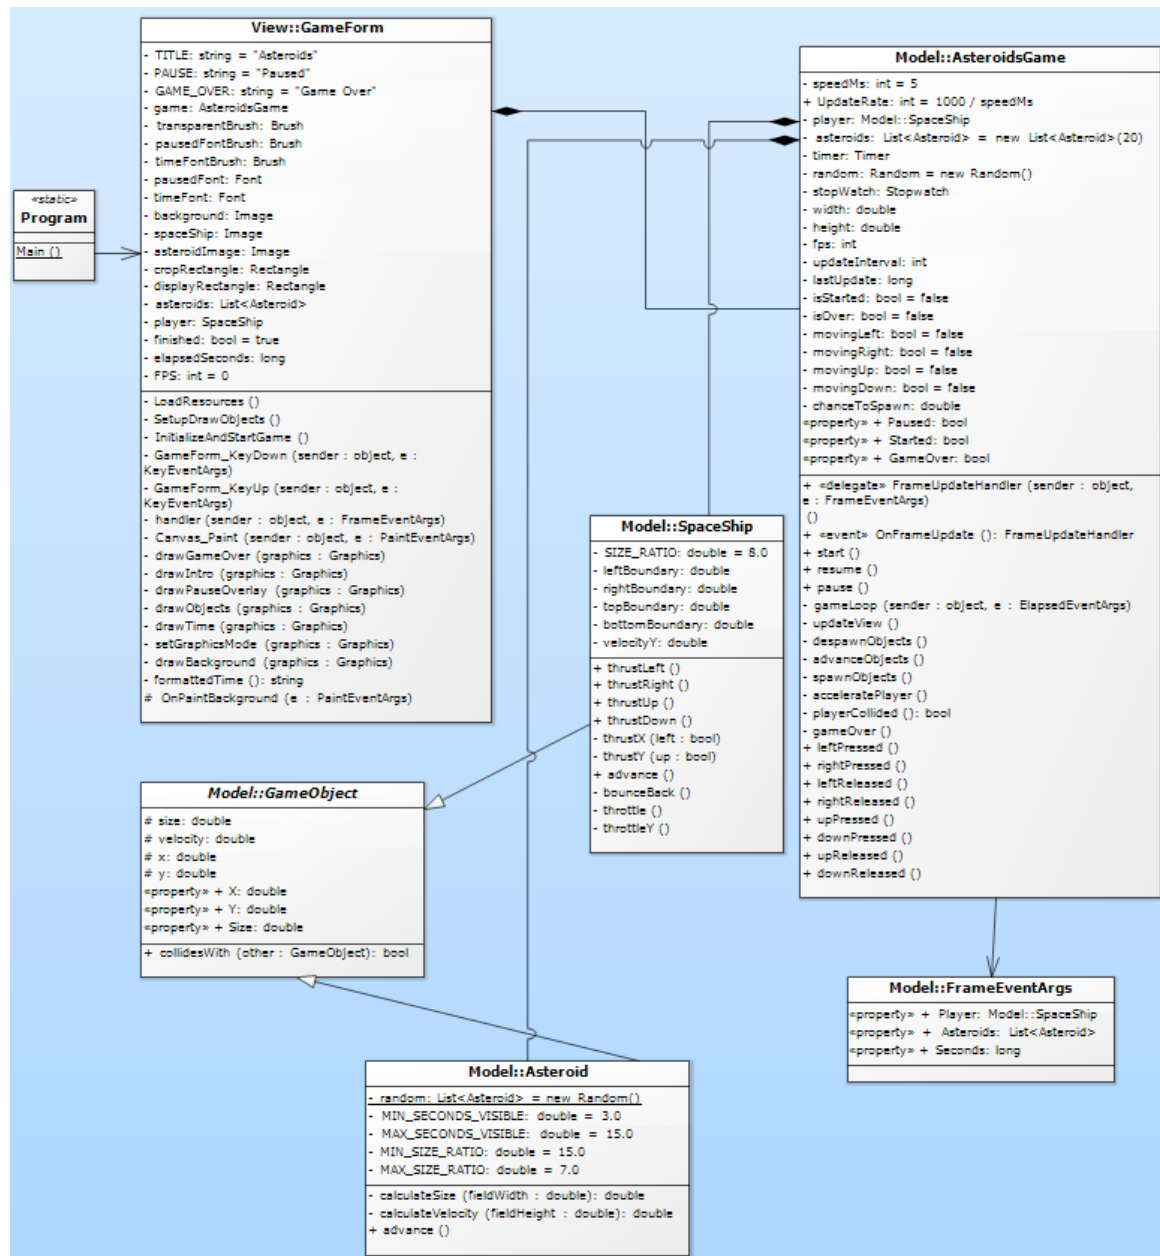 View::GameForm
- TITLE: string = "Asteroids"
- PAUSE: string = "Paused"
- GAME_OVER: string = "Game Over"
- game: AsteroidsGame
- transparentBrush: Brush
- pausedFontBrush: Brush
- timeFontBrush: Brush
- pausedFont: Font
- timeFont: Font
- background: Image
- spaceShip: Image
- asteroidImage: Image
- cropRectangle: Rectangle
- displayRectangle: Rectangle
- asteroids: List<Asteroid>
- player: SpaceShip
- finished: bool = true
- elapsedSeconds: long
- FPS: int = 0
- LoadResources ()
- SetupDrawObjects ()
- InitializeAndStartGame ()
- GameForm_KeyDown (sender : object, e :
KeyEventArgs)
- GameForm_KeyUp (sender : object, e :
KeyEventArgs)
- handler (sender : object, e : FrameEventArgs)
- Canvas_Paint (sender : object, e : PaintEventArgs)
- drawGameOver (graphics : Graphics)
- drawIntro (graphics : Graphics)
- drawPauseOverlay (graphics : Graphics)
- drawObjects (graphics : Graphics)
- drawTime (graphics : Graphics)
- setGraphicsMode (graphics : Graphics)
- drawBackground (graphics : Graphics)
- formattedTime (): string
# OnPaintBackground (e : PaintEventArgs)
«static»
Program
Main ()
Model::AsteroidsGame
- speedMs: int = 5
+ UpdateRate: int = 1000 / speedMs
- player: Model::SpaceShip
- asteroids: List<Asteroid> = new List<Asteroid>(20)
- timer: Timer
- random: Random = new Random()
- stopWatch: Stopwatch
- width: double
- height: double
- fps: int
- updateInterval: int
- lastUpdate: long
- isStarted: bool = false
- isOver: bool = false
- movingLeft: bool = false
- movingRight: bool = false
- movingUp: bool = false
- movingDown: bool = false
- chanceToSpawn: double
«property» + Paused: bool
«property» + Started: bool
«property» + GameOver: bool
+ «delegate» FrameUpdateHandler (sender : object,
e : FrameEventArgs)
()
+ «event» OnFrameUpdate (): FrameUpdateHandler
+ start ()
+ resume ()
+ pause ()
- gameLoop (sender : object, e : ElapsedEventArgs)
- updateView ()
- despawnObjects ()
- advanceObjects ()
- spawnObjects ()
- acceleratePlayer ()
- playerCollided (): bool
- gameOver ()
+ leftPressed ()
+ rightPressed ()
+ leftReleased ()
+ rightReleased ()
+ upPressed ()
+ downPressed ()
+ upReleased ()
+ downReleased ()
Model::SpaceShip
- SIZE_RATIO: double = 8.0
- leftBoundary: double
- rightBoundary: double
- topBoundary: double
- bottomBoundary: double
- velocityY: double
+ thrustLeft ()
+ thrustRight ()
+ thrustUp ()
+ thrustDown ()
- thrustX (left : bool)
- thrustY (up : bool)
+ advance ()
- bounceBack ()
- throttle ()
- throttleY ()
Model::GameObject
# size: double
# velocity: double
# x: double
# y: double
«property» + X: double
«property» + Y: double
«property» + Size: double
+ collidesWith (other : GameObject): bool
Model::FrameEventArgs
«property» + Player: Model::SpaceShip
«property» + Asteroids: List<Asteroid>
«property» + Seconds: long
Model::Asteroid
- random: List<Asteroid> = new Random()
- MIN_SECONDS_VISIBLE: double = 3.0
- MAX_SECONDS_VISIBLE: double = 15.0
- MIN_SIZE_RATIO: double = 15.0
- MAX_SIZE_RATIO: double = 7.0
- calculateSize (fieldWidth : double): double
- calculateVelocity (fieldHeight : double): double
+ advance ()